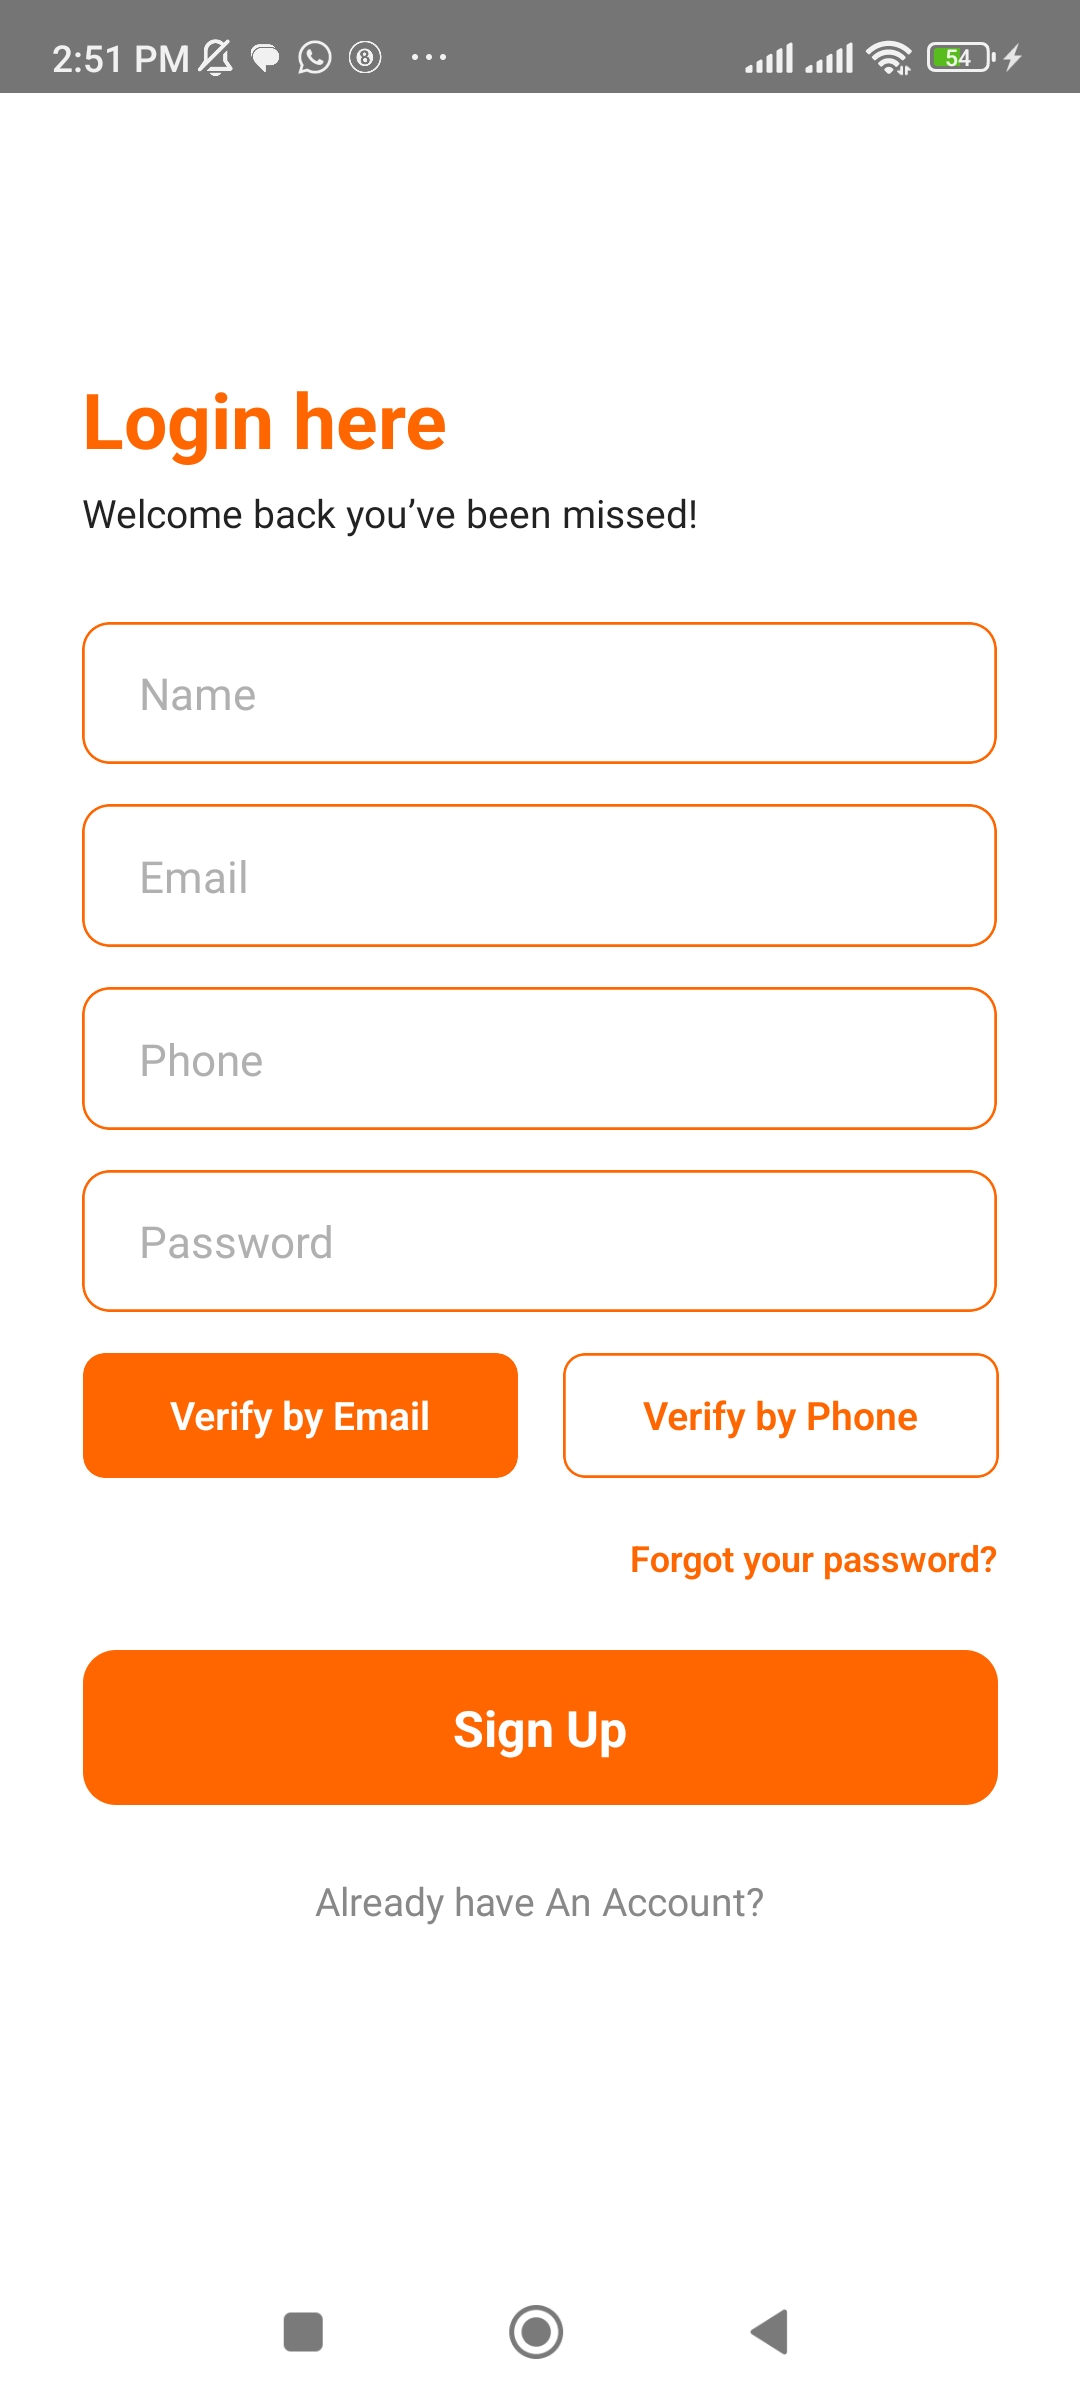 2:51 PM
54
Login here
Welcome back you’ve been missed!
Name
Email
Phone
Password
Verify by Email
Verify by Phone
Forgot your password?
Sign Up
Already have An Account?